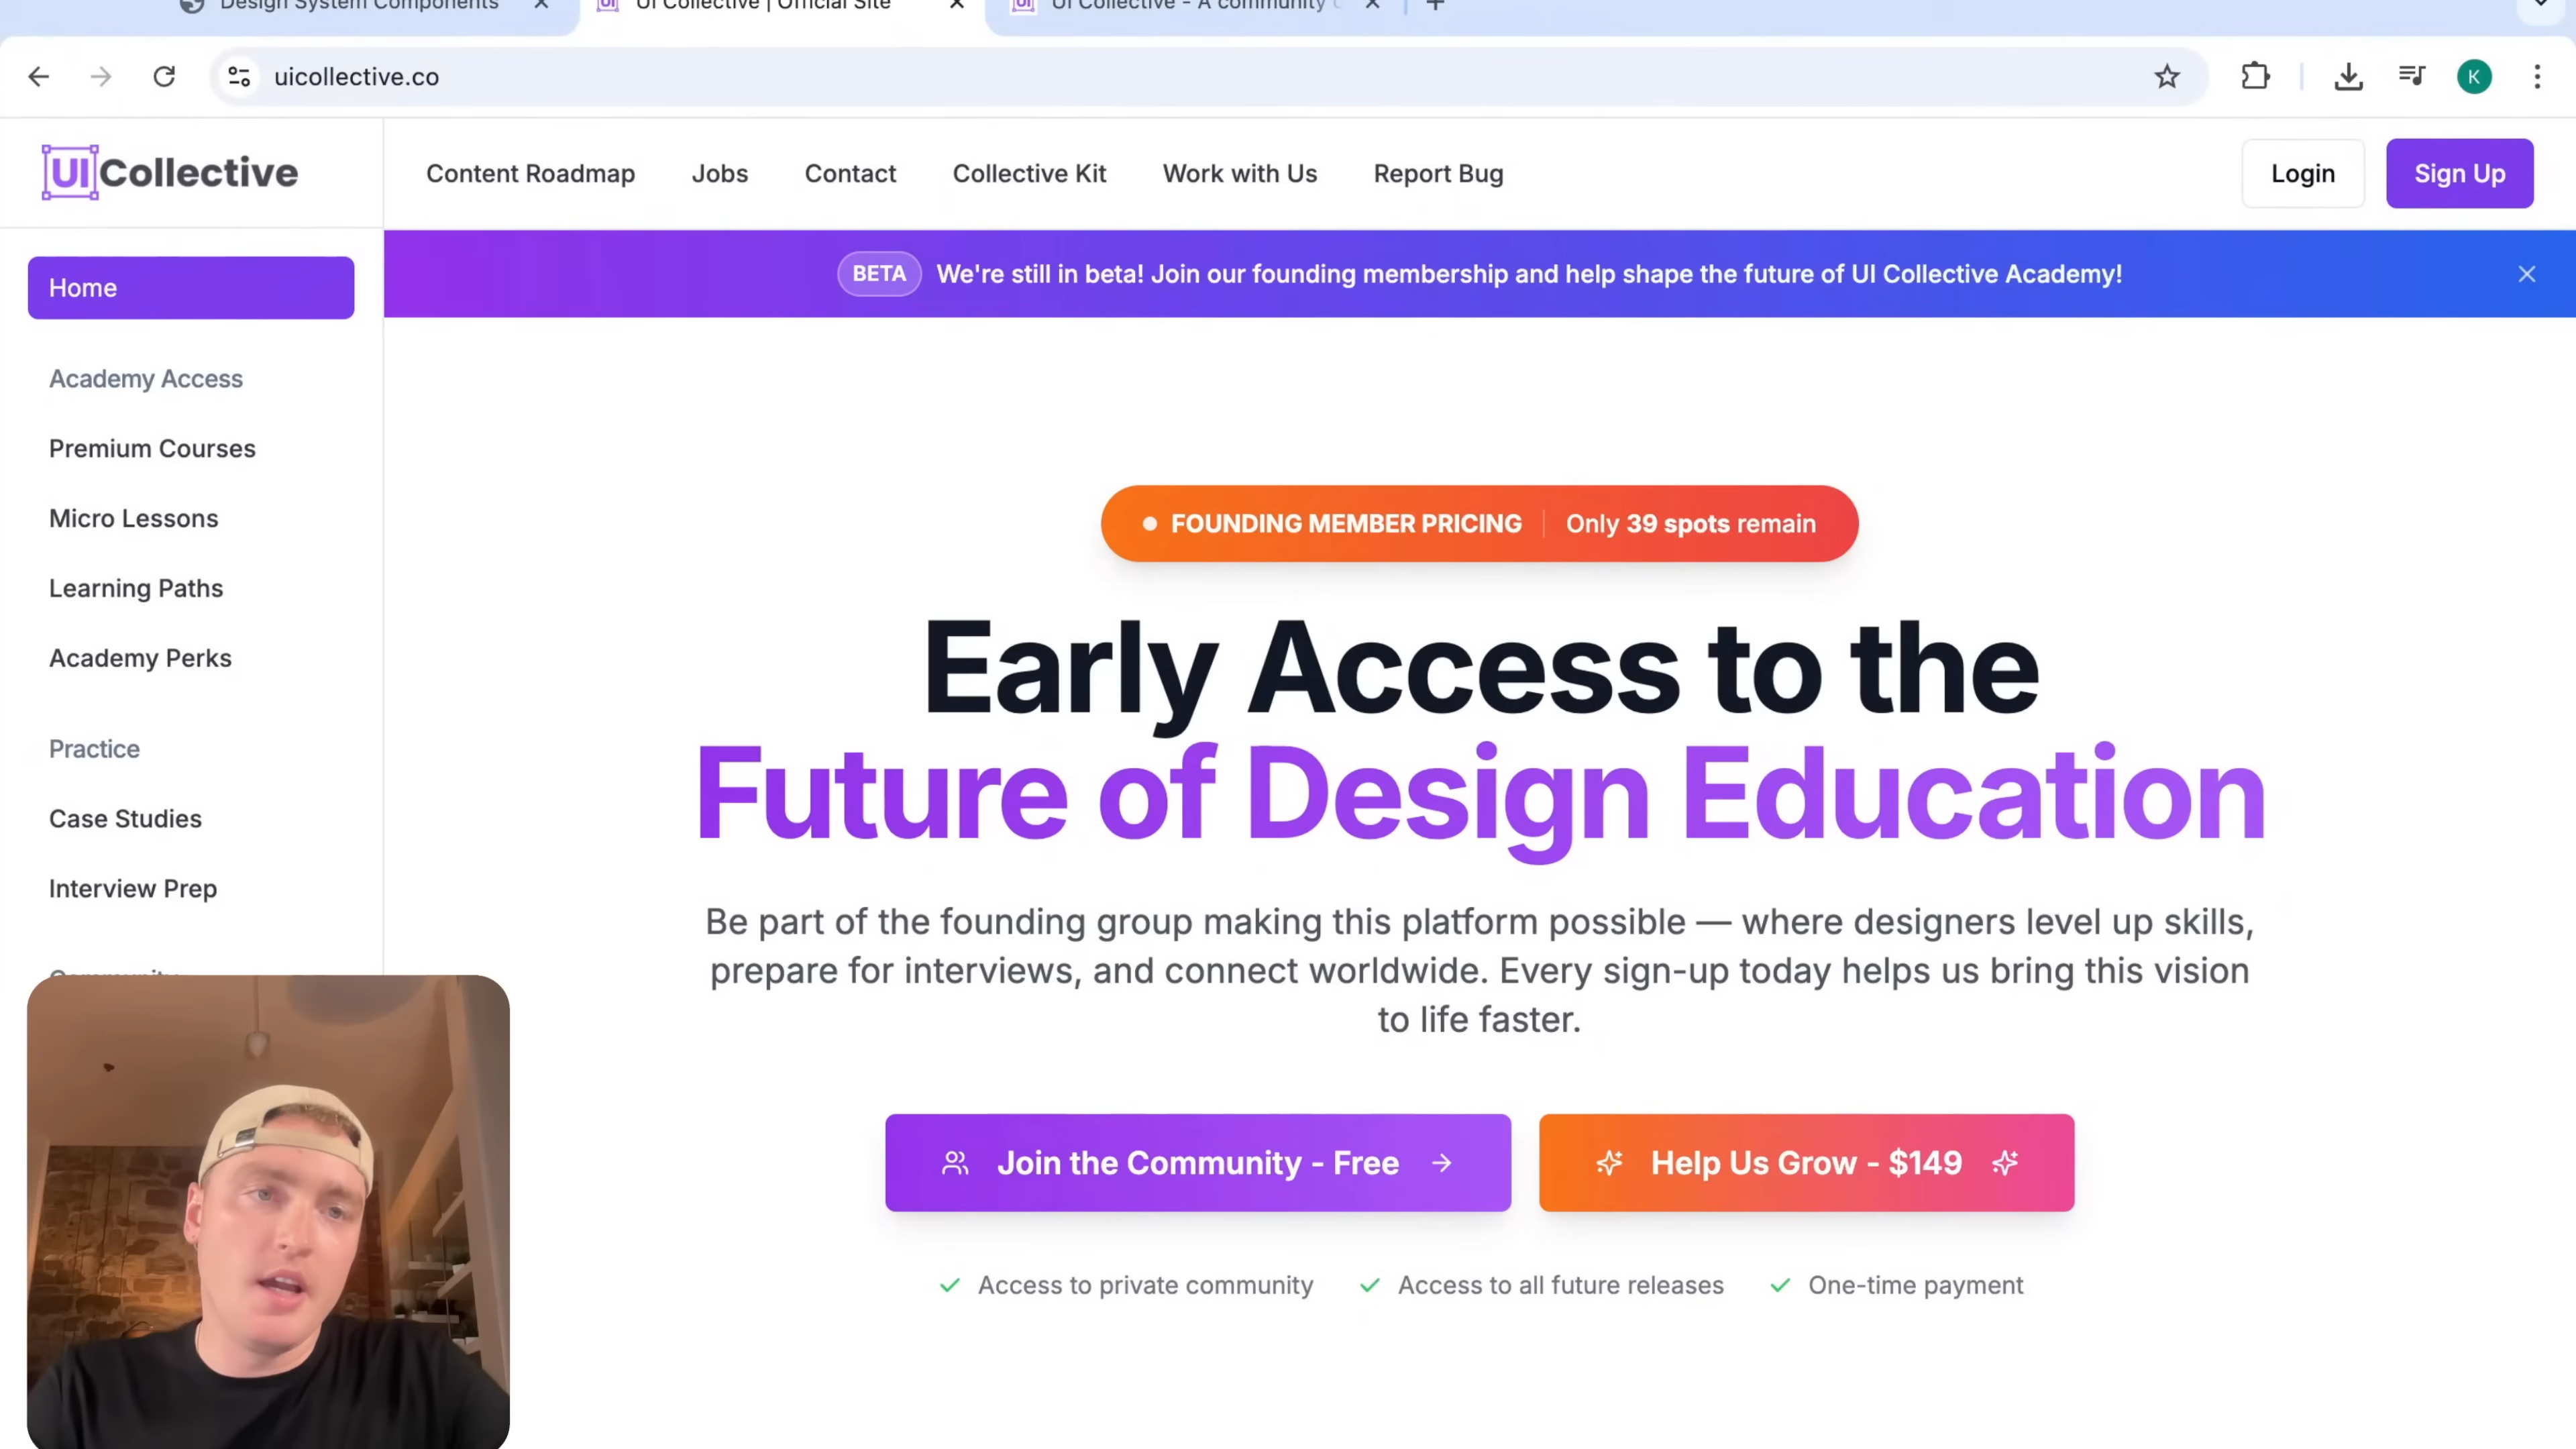 Design System Components
UI Collective | Official Site
UI Collective - A community
uicollective.co
K
UI Collective
Content Roadmap
Jobs
Contact
Collective Kit
Work with Us
Report Bug
Login
Sign Up
Home
Academy Access
Premium Courses
Micro Lessons
Learning Paths
Academy Perks
Practice
Case Studies
Interview Prep
Community
BETA
We're still in beta! Join our founding membership and help shape the future of UI Collective Academy!
FOUNDING MEMBER PRICING
Only 39 spots remain
Early Access to the
Future of Design Education
Be part of the founding group making this platform possible — where designers level up skills,
prepare for interviews, and connect worldwide. Every sign-up today helps us bring this vision
to life faster.
Join the Community - Free
Help Us Grow - $149
Access to private community
Access to all future releases
One-time payment